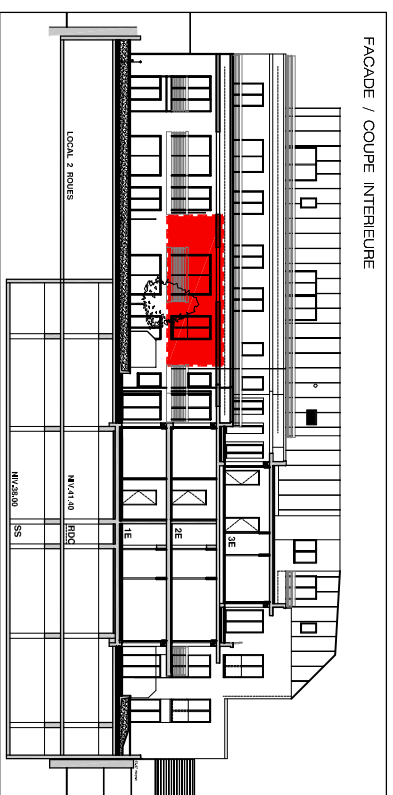 FACADE / COUPE INTERIEURE
3E
2E
1E
LOCAL 2 ROUES
NIV.41.40
RDC
NIV.38.00
SS